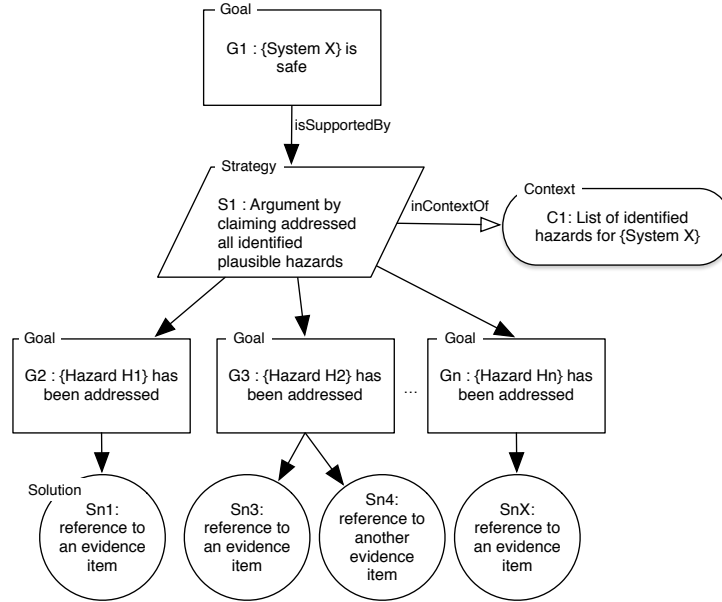 Goal
G1 : {System X} is
safe
isSupportedBy
Strategy
S1 : Argument by
claiming addressed
all identified
plausible hazards
inContextOf
Context
C1: List of identified
hazards for {System X}
Goal
G2 : {Hazard H1} has
been addressed
Goal
G3 : {Hazard H2} has
been addressed
...
Goal
Gn : {Hazard Hn} has
been addressed
Solution
Sn1:
reference to
an evidence
item
Sn3:
reference to
an evidence
item
Sn4:
reference to
another
evidence
item
SnX:
reference to
an evidence
item